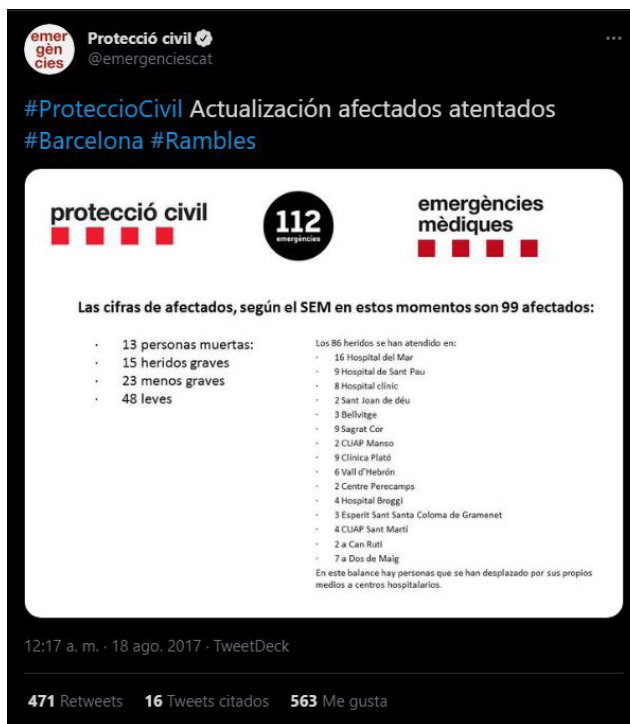 emer
gèn
cies
Protecció civil
@emergenciescat
#ProteccioCivil Actualización afectados atentados
#Barcelona #Rambles
protecció civil
112
emergències
emergències
mèdiques
Las cifras de afectados, según el SEM en estos momentos son 99 afectados:
· 13 personas muertas:
· 15 heridos graves
· 23 menos graves
· 48 leves
Los 86 heridos se han atendido en:
· 16 Hospital del Mar
· 9 Hospital de Sant Pau
· 8 Hospital clínic
· 2 Sant Joan de déu
· 3 Bellvitge
· 9 Sagrat Cor
· 2 CUAP Manso
· 9 Clínica Plató
· 6 Vall d'Hebrón
· 2 Centre Perecamps
· 4 Hospital Broggi
· 3 Esperit Sant Santa Coloma de Gramenet
· 4 CUAP Sant Martí
· 2 a Can Ruti
· 7 a Dos de Maig
En este balance hay personas que se han desplazado por sus propios
medios a centros hospitalarios.
12:17 a. m. · 18 ago. 2017 · TweetDeck
471 Retweets 16 Tweets citados 563 Me gusta